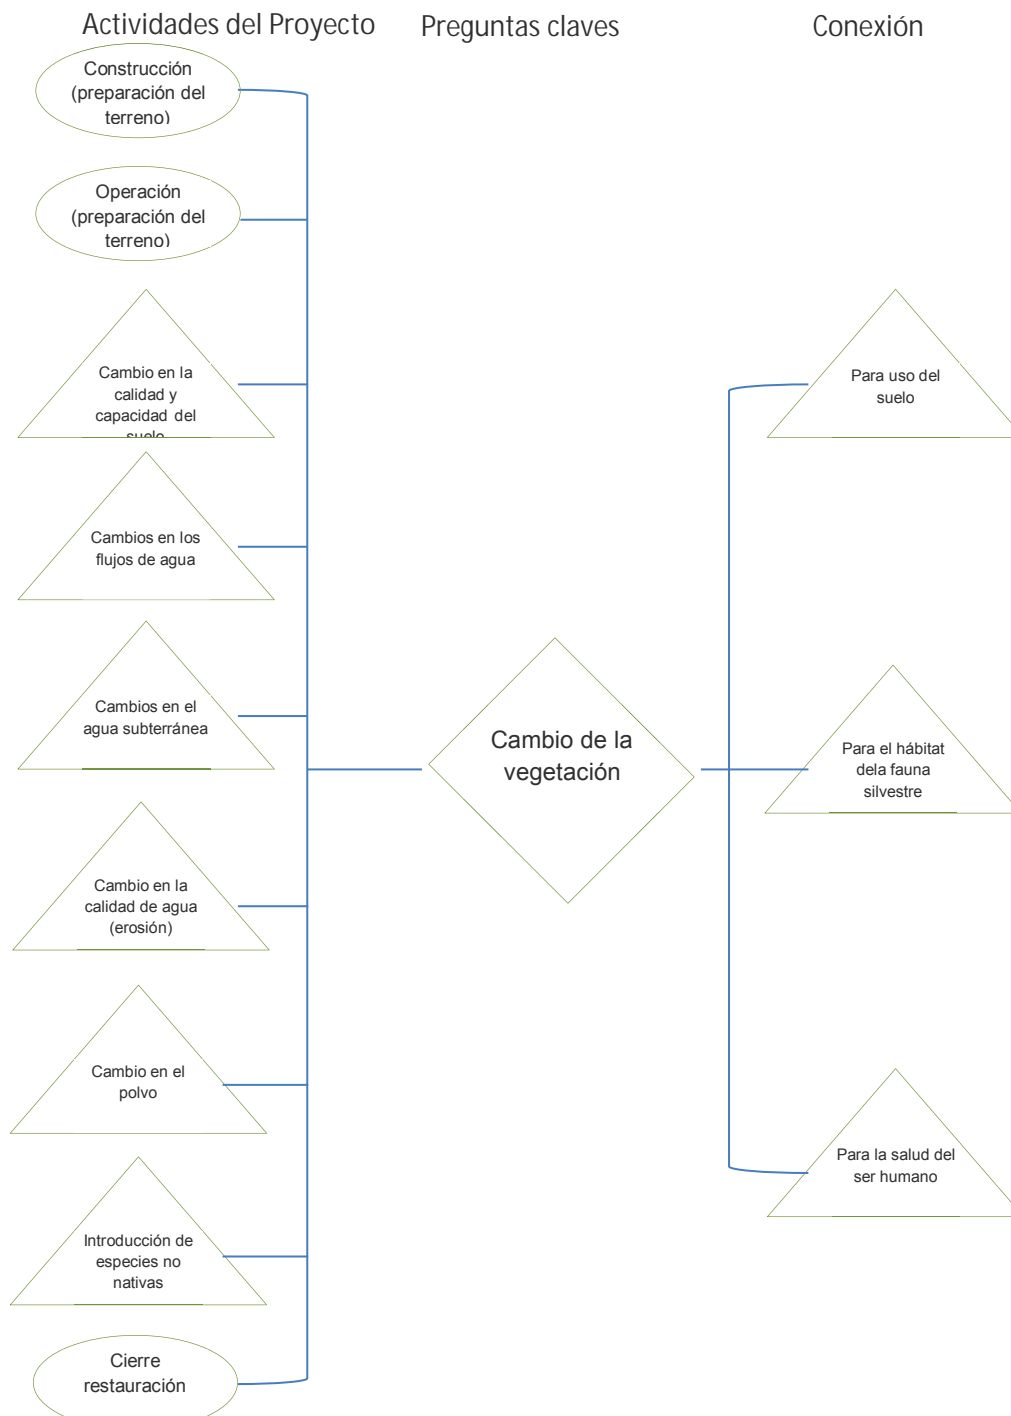 Actividades del Proyecto
Preguntas claves
Conexión
Construcción
(preparación del
terreno)
Operación
(preparación del
terreno)
Cambio en la
calidad y
capacidad del
suelo
Cambios en los
flujos de agua
Cambios en el
agua subterránea
Cambio en la
calidad de agua
(erosión)
Cambio en el
polvo
Introducción de
especies no
nativas
Cierre
restauración
Cambio de la
vegetación
Para uso del
suelo
Para el hábitat
dela fauna
silvestre
Para la salud del
ser humano